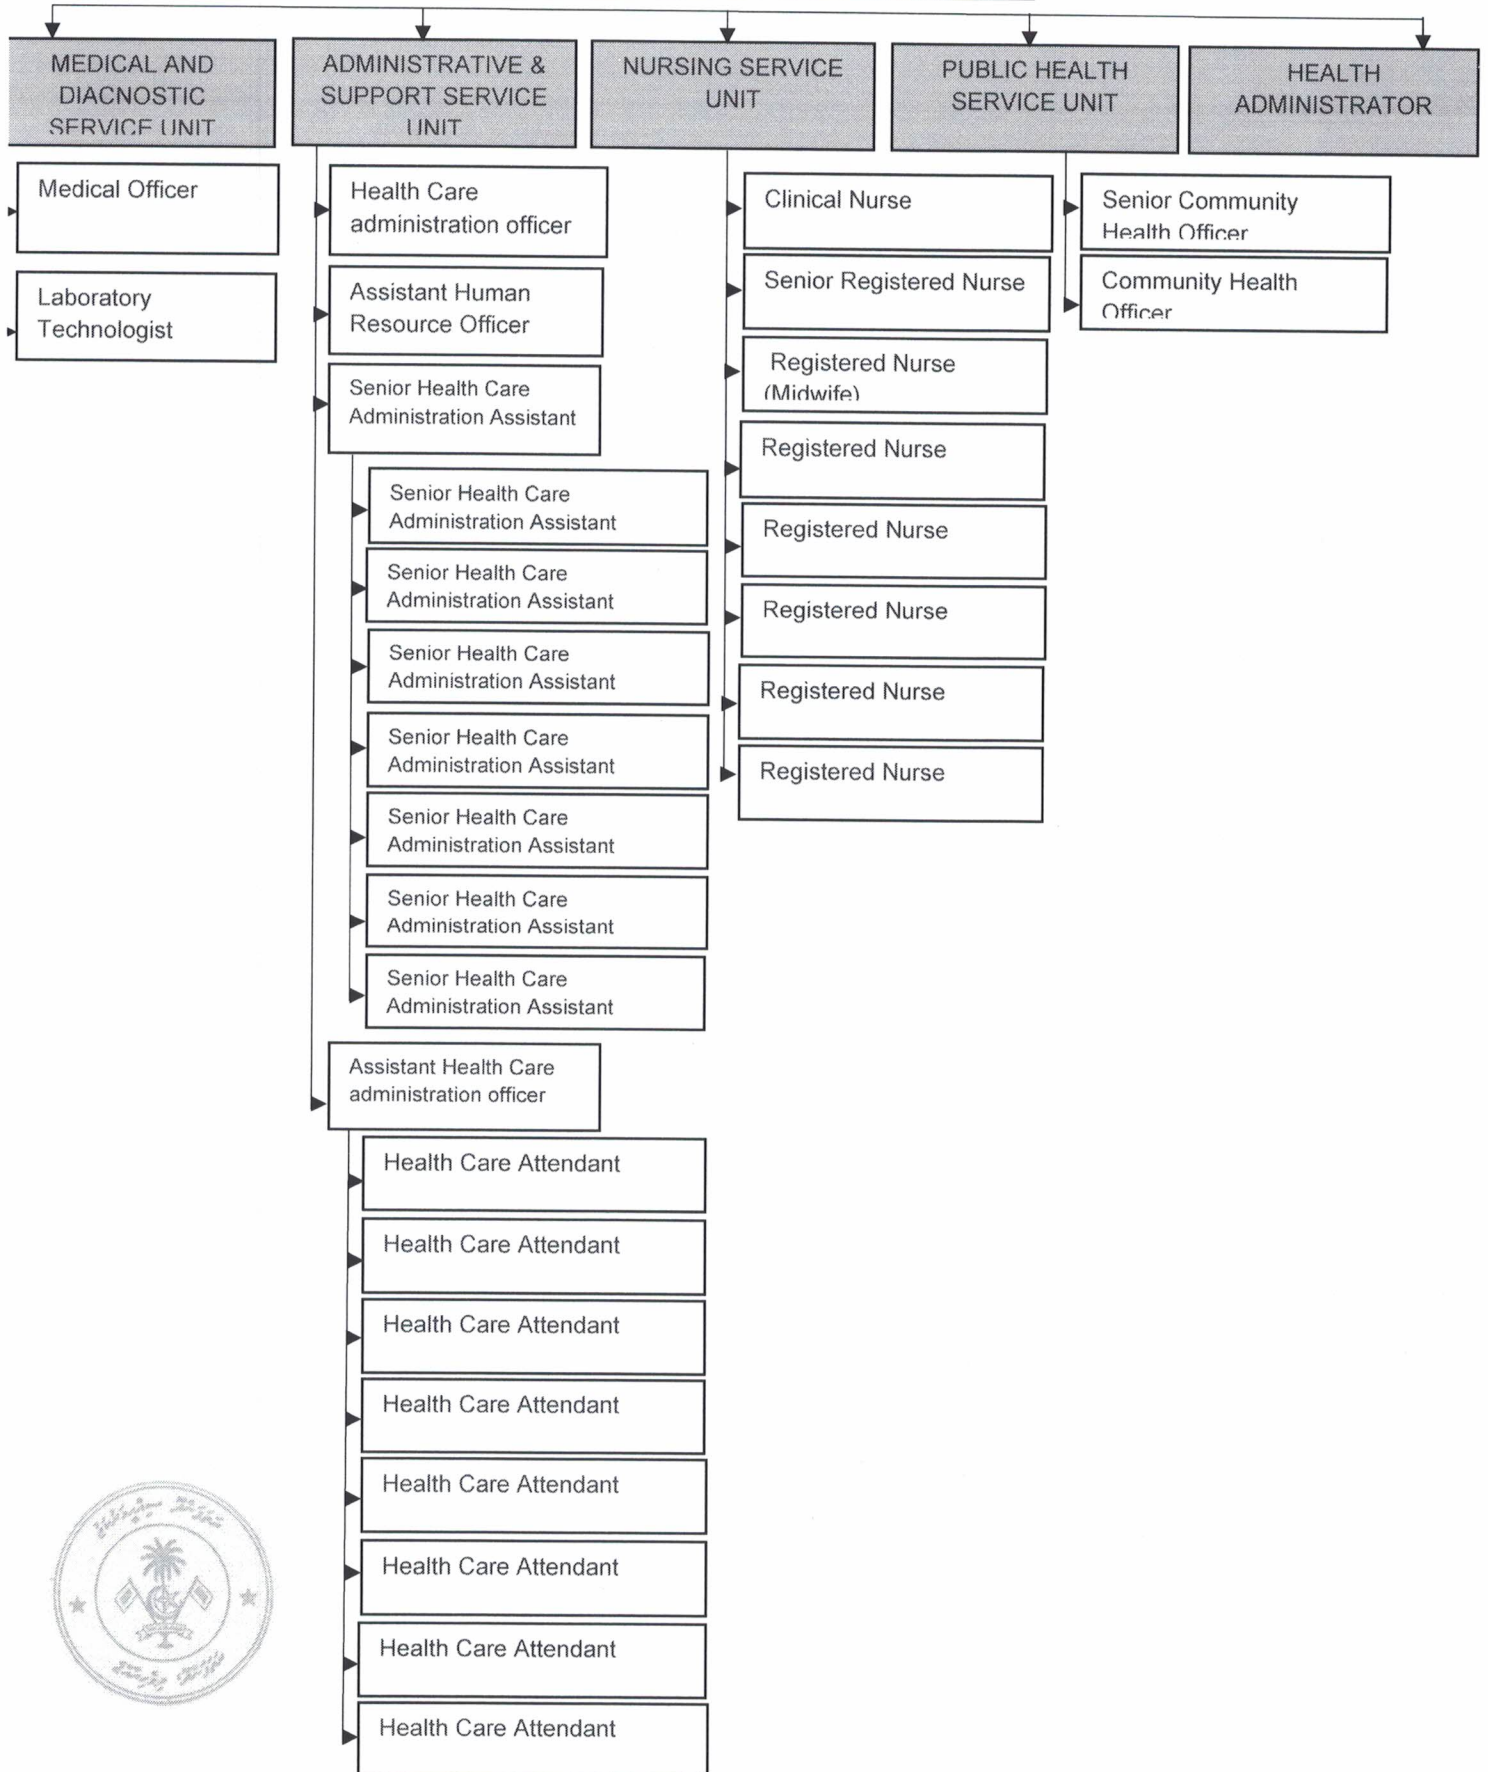 MEDICAL AND
DIACNOSTIC
SERVICE UNIT
Medical Officer
Laboratory
Technologist
ADMINISTRATIVE &
SUPPORT SERVICE
UNIT
Health Care
administration officer
Assistant Human
Resource Officer
Senior Health Care
Administration Assistant
Senior Health Care
Administration Assistant
Senior Health Care
Administration Assistant
Senior Health Care
Administration Assistant
Senior Health Care
Administration Assistant
Senior Health Care
Administration Assistant
Senior Health Care
Administration Assistant
Senior Health Care
Administration Assistant
Assistant Health Care
administration officer
Health Care Attendant
Health Care Attendant
Health Care Attendant
Health Care Attendant
Health Care Attendant
Health Care Attendant
Health Care Attendant
Health Care Attendant
NURSING SERVICE
UNIT
Clinical Nurse
Senior Registered Nurse
Registered Nurse
(Midwife)
Registered Nurse
Registered Nurse
Registered Nurse
Registered Nurse
Registered Nurse
PUBLIC HEALTH
SERVICE UNIT
Senior Community
Health Officer
Community Health
Officer
HEALTH
ADMINISTRATOR